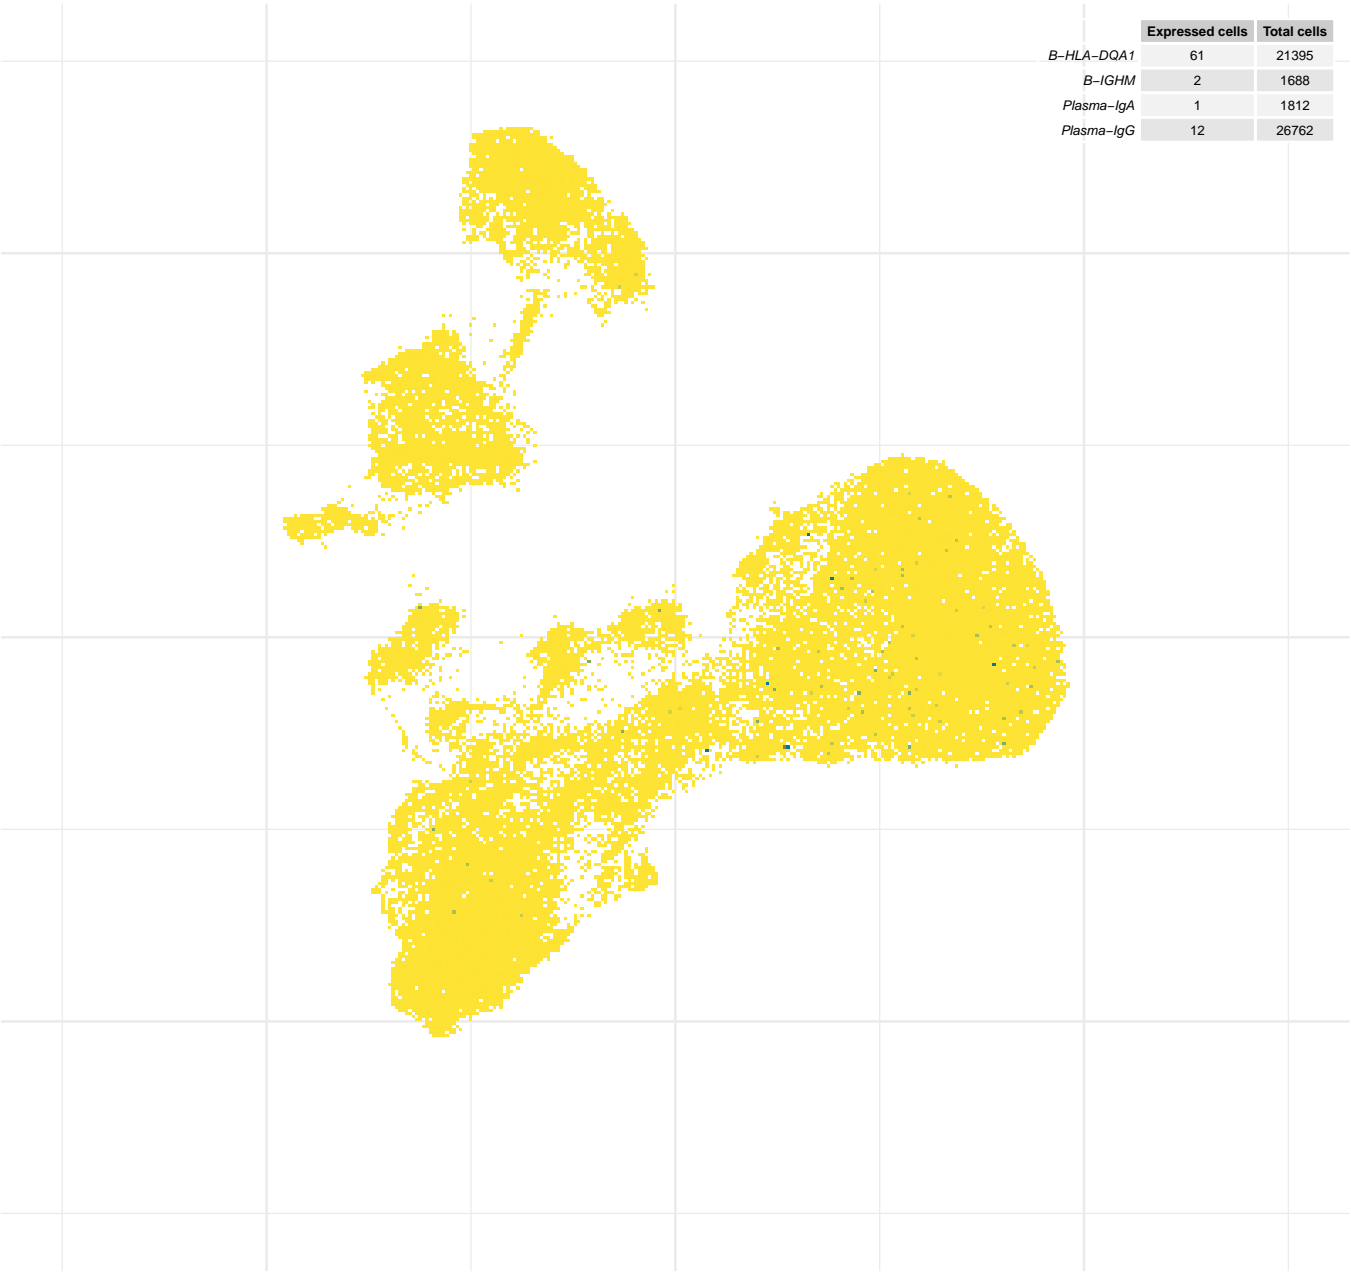 Expressed cells Total cells
B−HLA−DQA1 61 21395
B−IGHM 2 1688
Plasma−IgA 1 1812
Plasma−IgG 12 26762